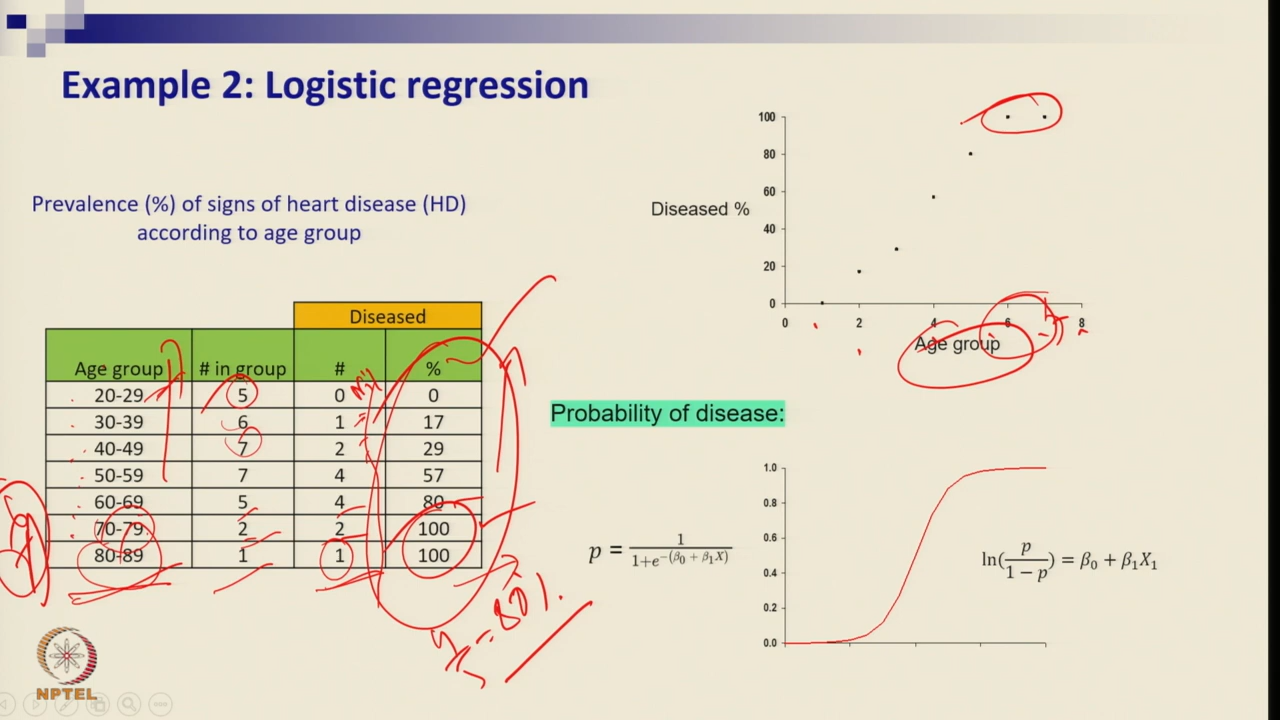 Example 2: Logistic regression
Prevalence (%) of signs of heart disease (HD)
according to age group
Diseased
Age group # in group # %
20-29 5 0 0
30-39 6 1 17
40-49 7 2 29
50-59 7 4 57
60-69 5 4 80
70-79 2 2 100
80-89 1 1 100
4/5 = 80%.
100
80
60
40
20
0
Diseased %
0 2 4 6 8
Age group
Probability of disease:
p = 1/(1+e^-(β0 + β1X))
1.0
0.8
0.6
0.4
0.2
0.0
ln(p/(1 − p)) = β0 + β1X1
NPTEL